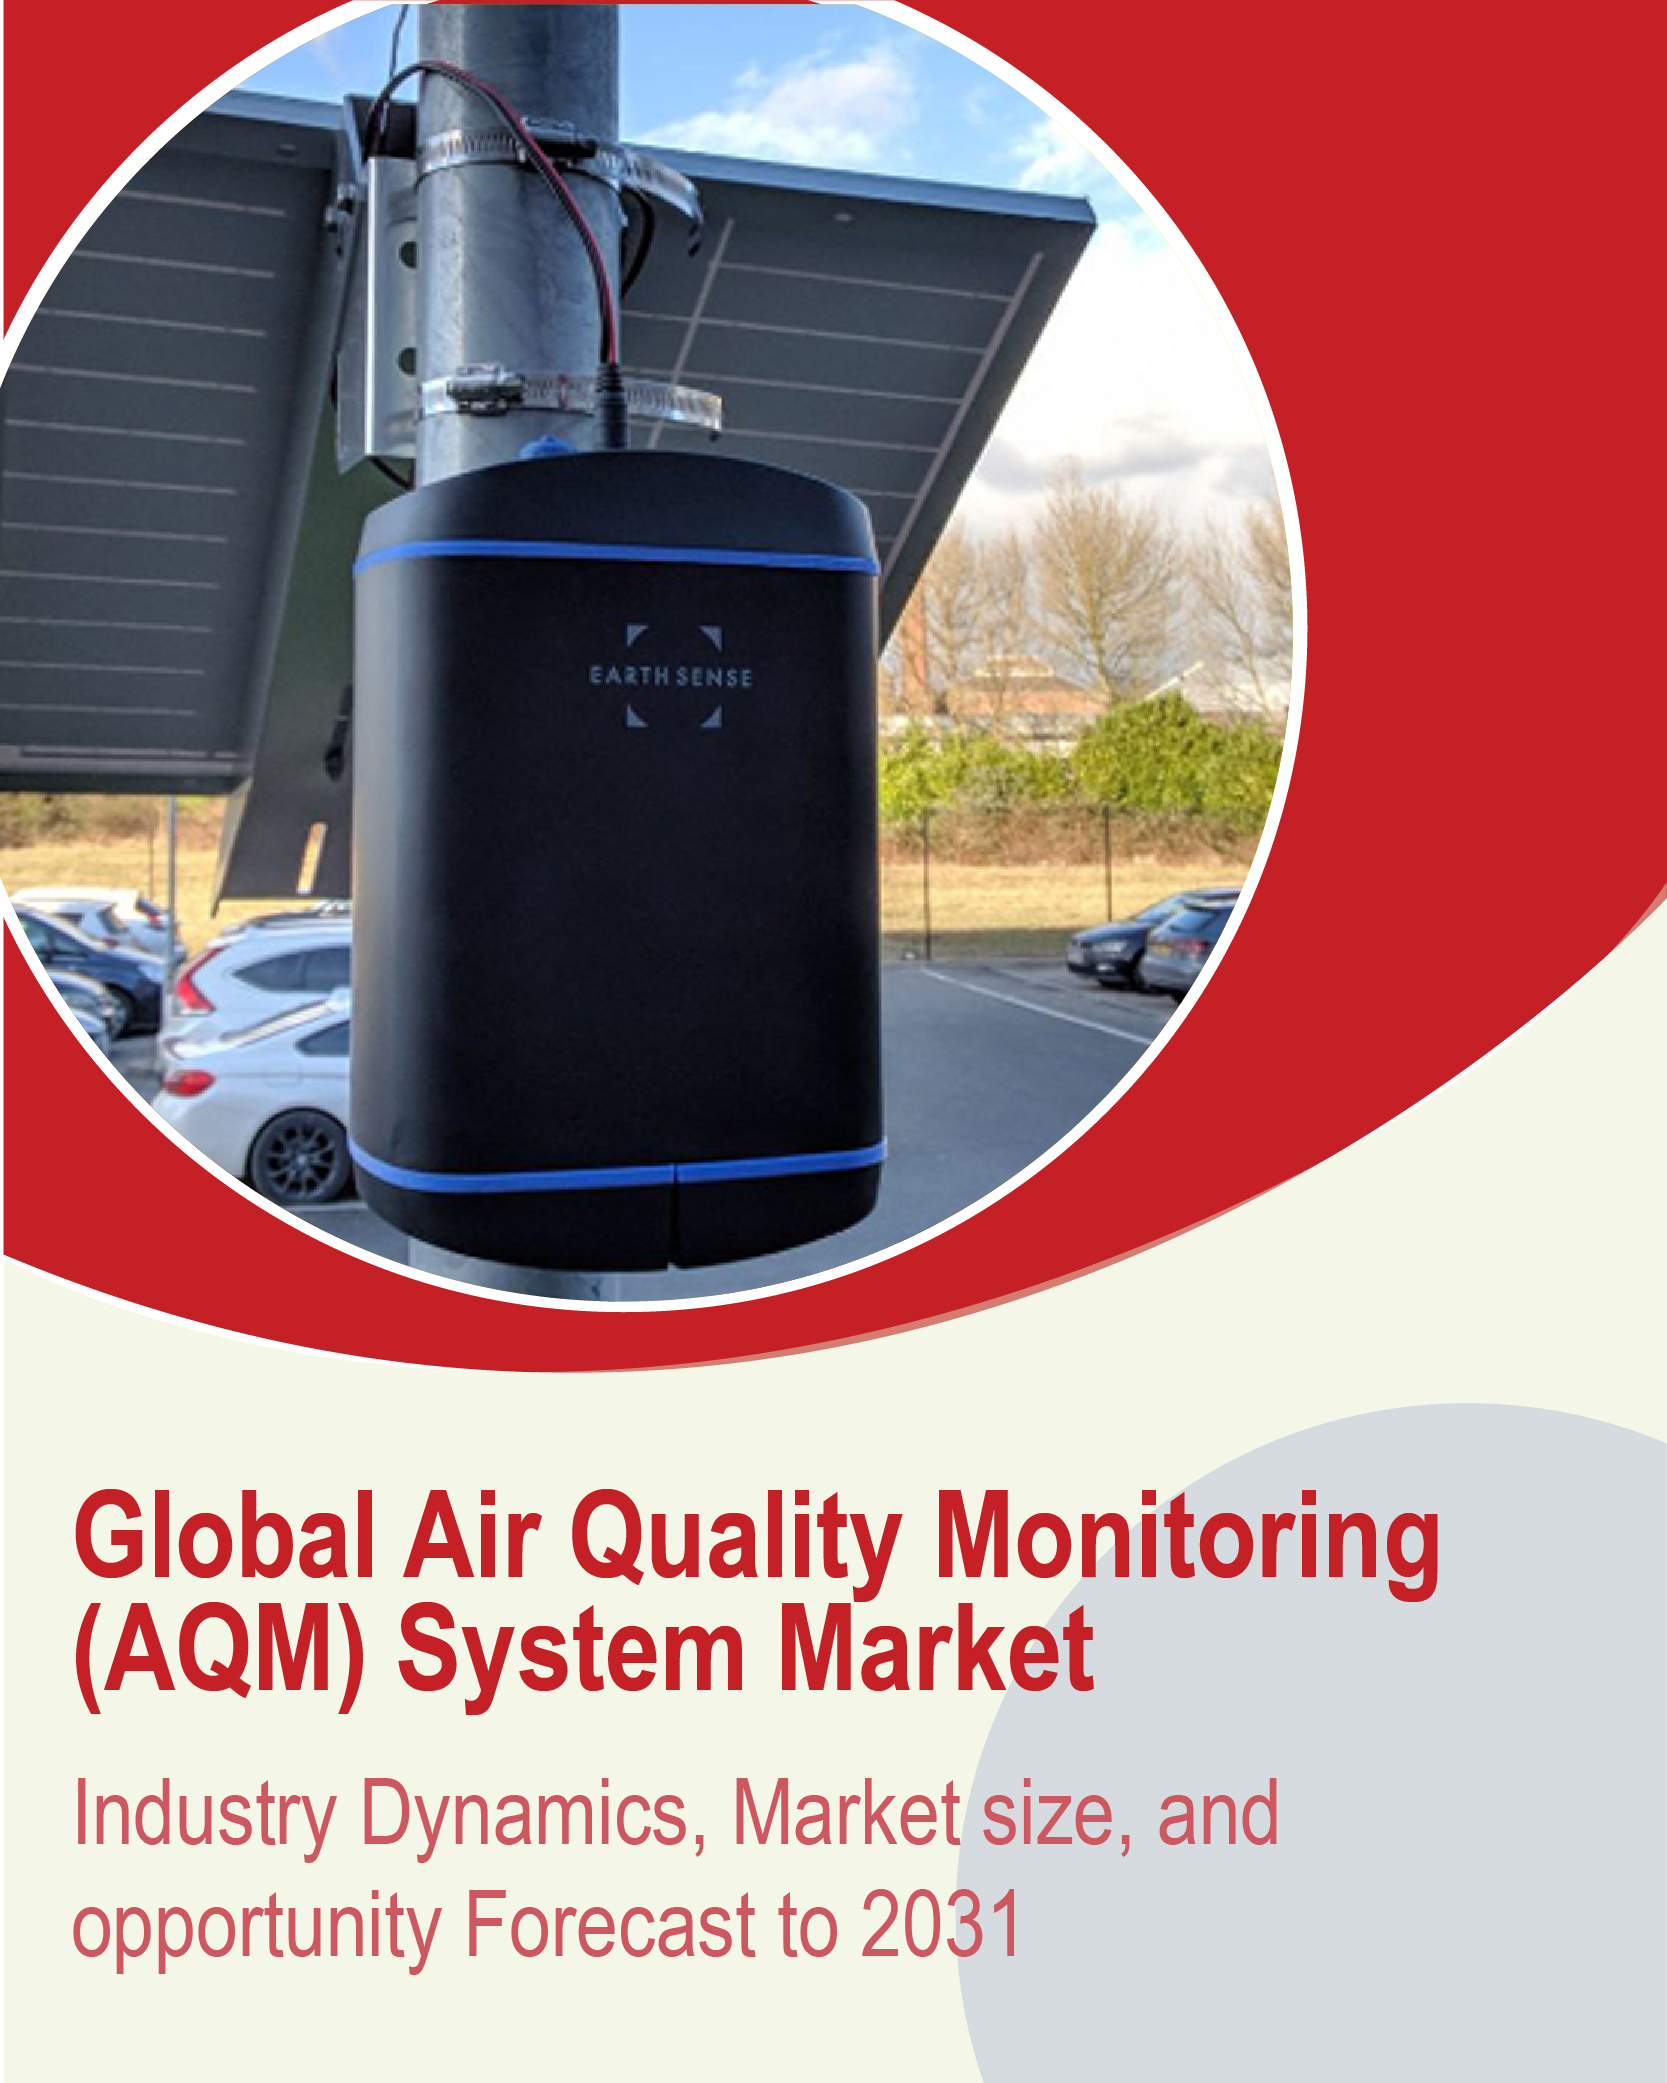 EARTH SENSE
Global Air Quality Monitoring
(AQM) System Market
Industry Dynamics, Market size, and
opportunity Forecast to 2031